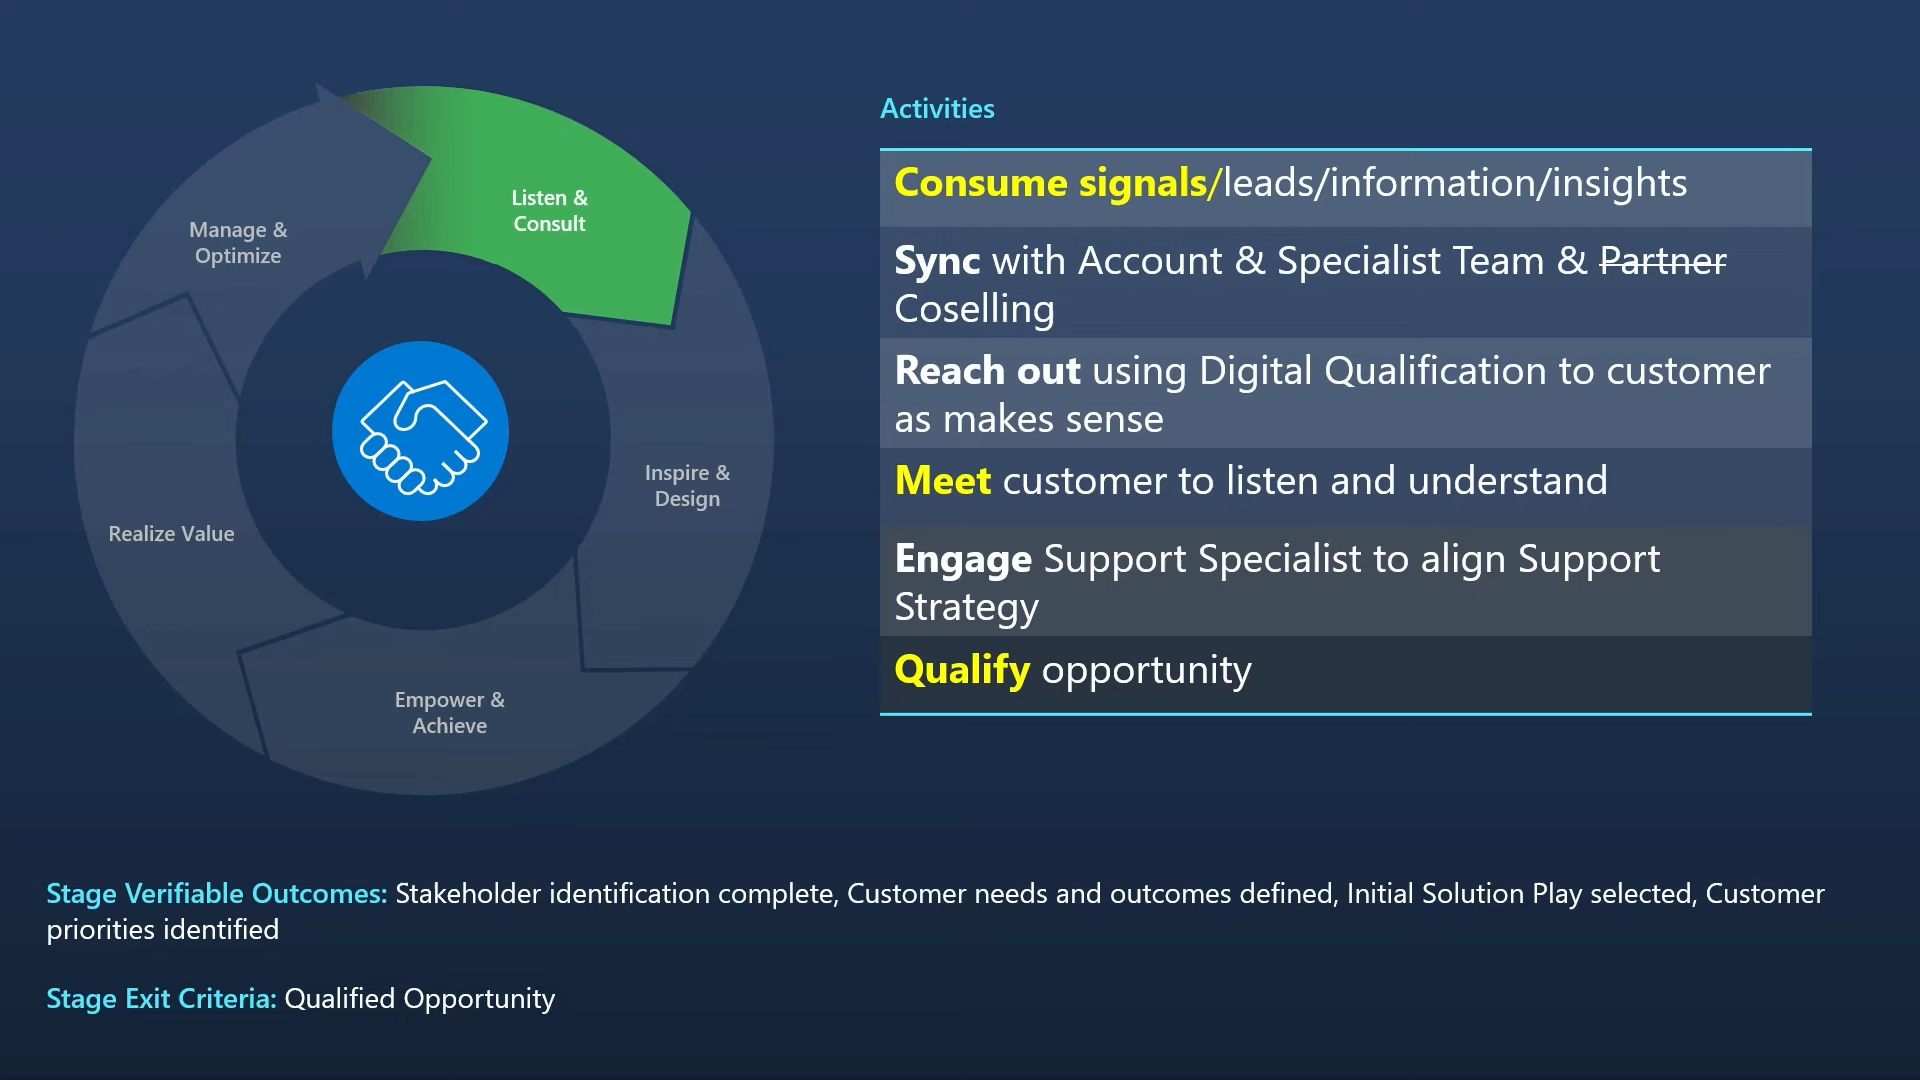 Listen &
Consult
Manage &
Optimize
Inspire &
Design
Realize Value
Empower &
Achieve
Activities
Consume signals/leads/information/insights
Sync with Account & Specialist Team & Partner
Coselling
Reach out using Digital Qualification to customer
as makes sense
Meet customer to listen and understand
Engage Support Specialist to align Support
Strategy
Qualify opportunity
Stage Verifiable Outcomes: Stakeholder identification complete, Customer needs and outcomes defined, Initial Solution Play selected, Customer
priorities identified
Stage Exit Criteria: Qualified Opportunity